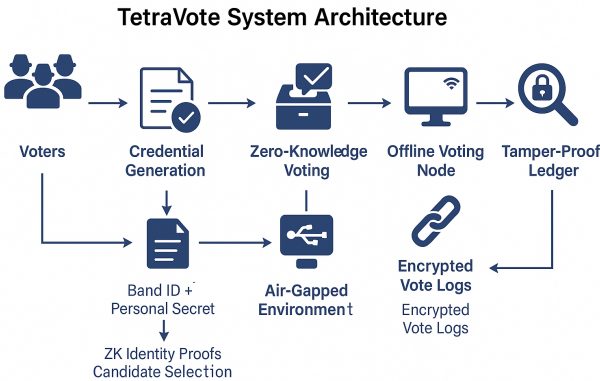 TetraVote System Architecture
Voters
Credential
Generation
Zero-Knowledge
Voting
Offline Voting
Node
Tamper-Proof
Ledger
Band ID +
Personal Secret
ZK Identity Proofs
Candidate Selection
Air-Gapped
Environment
Encrypted
Vote Logs
Encrypted
Vote Logs